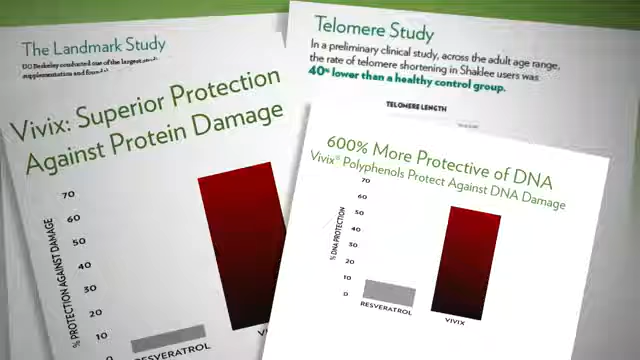 The Landmark Study
UC Berkeley conducted one of the largest
supplementation and found
Vivix: Superior Protection
Against Protein Damage
% PROTECTION AGAINST DAMAGE
70
60
50
40
30
20
10
RESVERATROL
VIV
Telomere Study
In a preliminary clinical study, across the adult age range,
the rate of telomere shortening in Shaklee users was
40% lower than a healthy control group.
TELOMERE LENGTH
600% More Protective of DNA
Vivix® Polyphenols Protect Against DNA Damage
% DNA PROTECTION
70
60
50
40
30
20
10
0
RESVERATROL
VIVIX